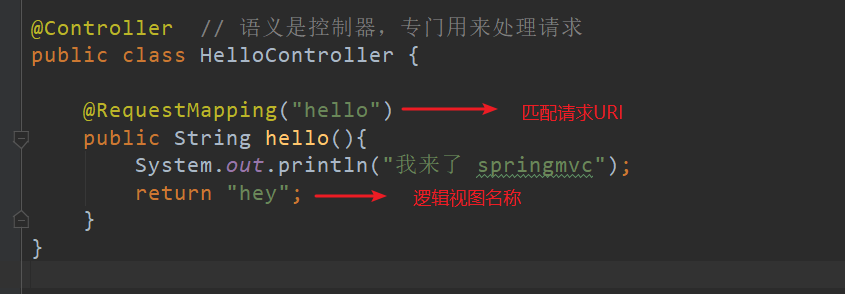 @Controller  // 语义是控制器，专门用来处理请求
public class HelloController {
@RequestMapping("hello") 匹配请求URI
public String hello(){
System.out.println("我来了 springmvc");
return "hey"; 逻辑视图名称
}
}